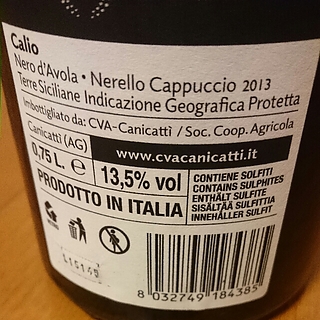 Calio
Nero d'Avola • Nerello Cappuccio 2013
Terre Siciliane Indicazione Geografica Protetta
Imbottigliato da: CVA-Canicattì / Soc. Coop. Agricola
Canicattì (AG)
www.cvacanicatti.it
0,75 L. ℮
13,5% vol
CONTIENE SOLFITI
CONTAINS SULPHITES
ENTHÄLT SULFITE
SISÄLTÄÄ SULFIITTIA
INNEHÅLLER SULFIT
PRODOTTO IN ITALIA
L15149
8 032749 184385